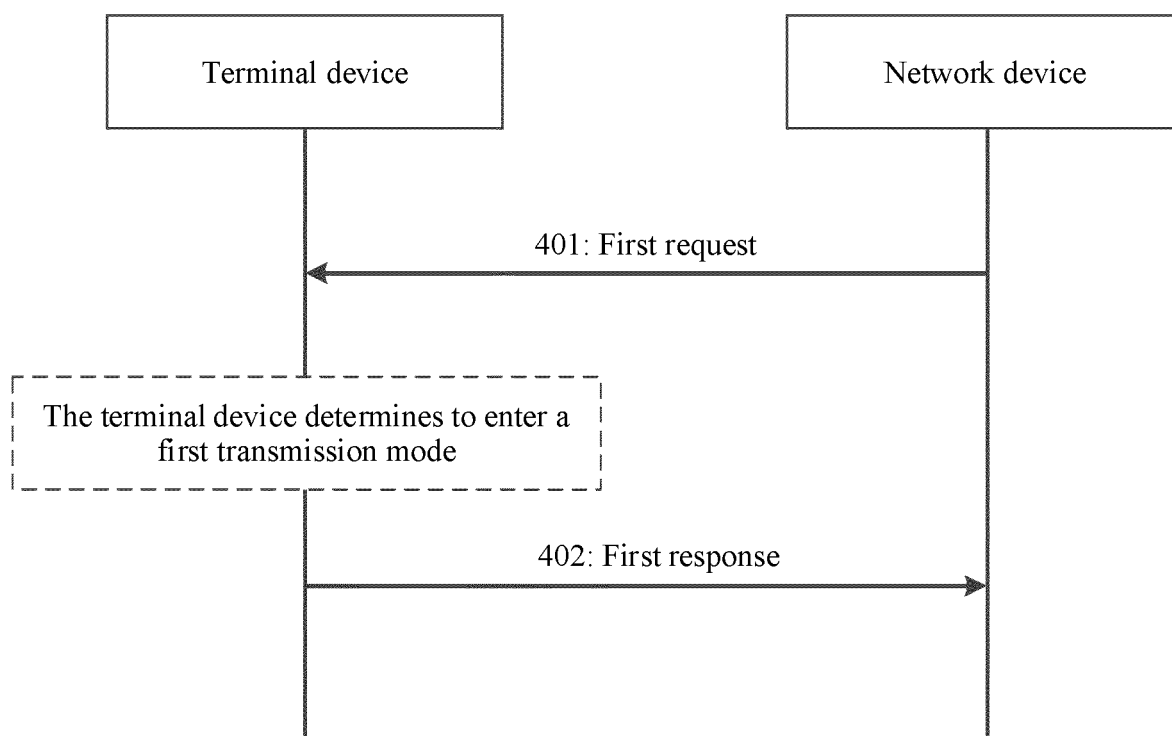 Terminal device
Network device
401: First request
The terminal device determines to enter a
first transmission mode
402: First response